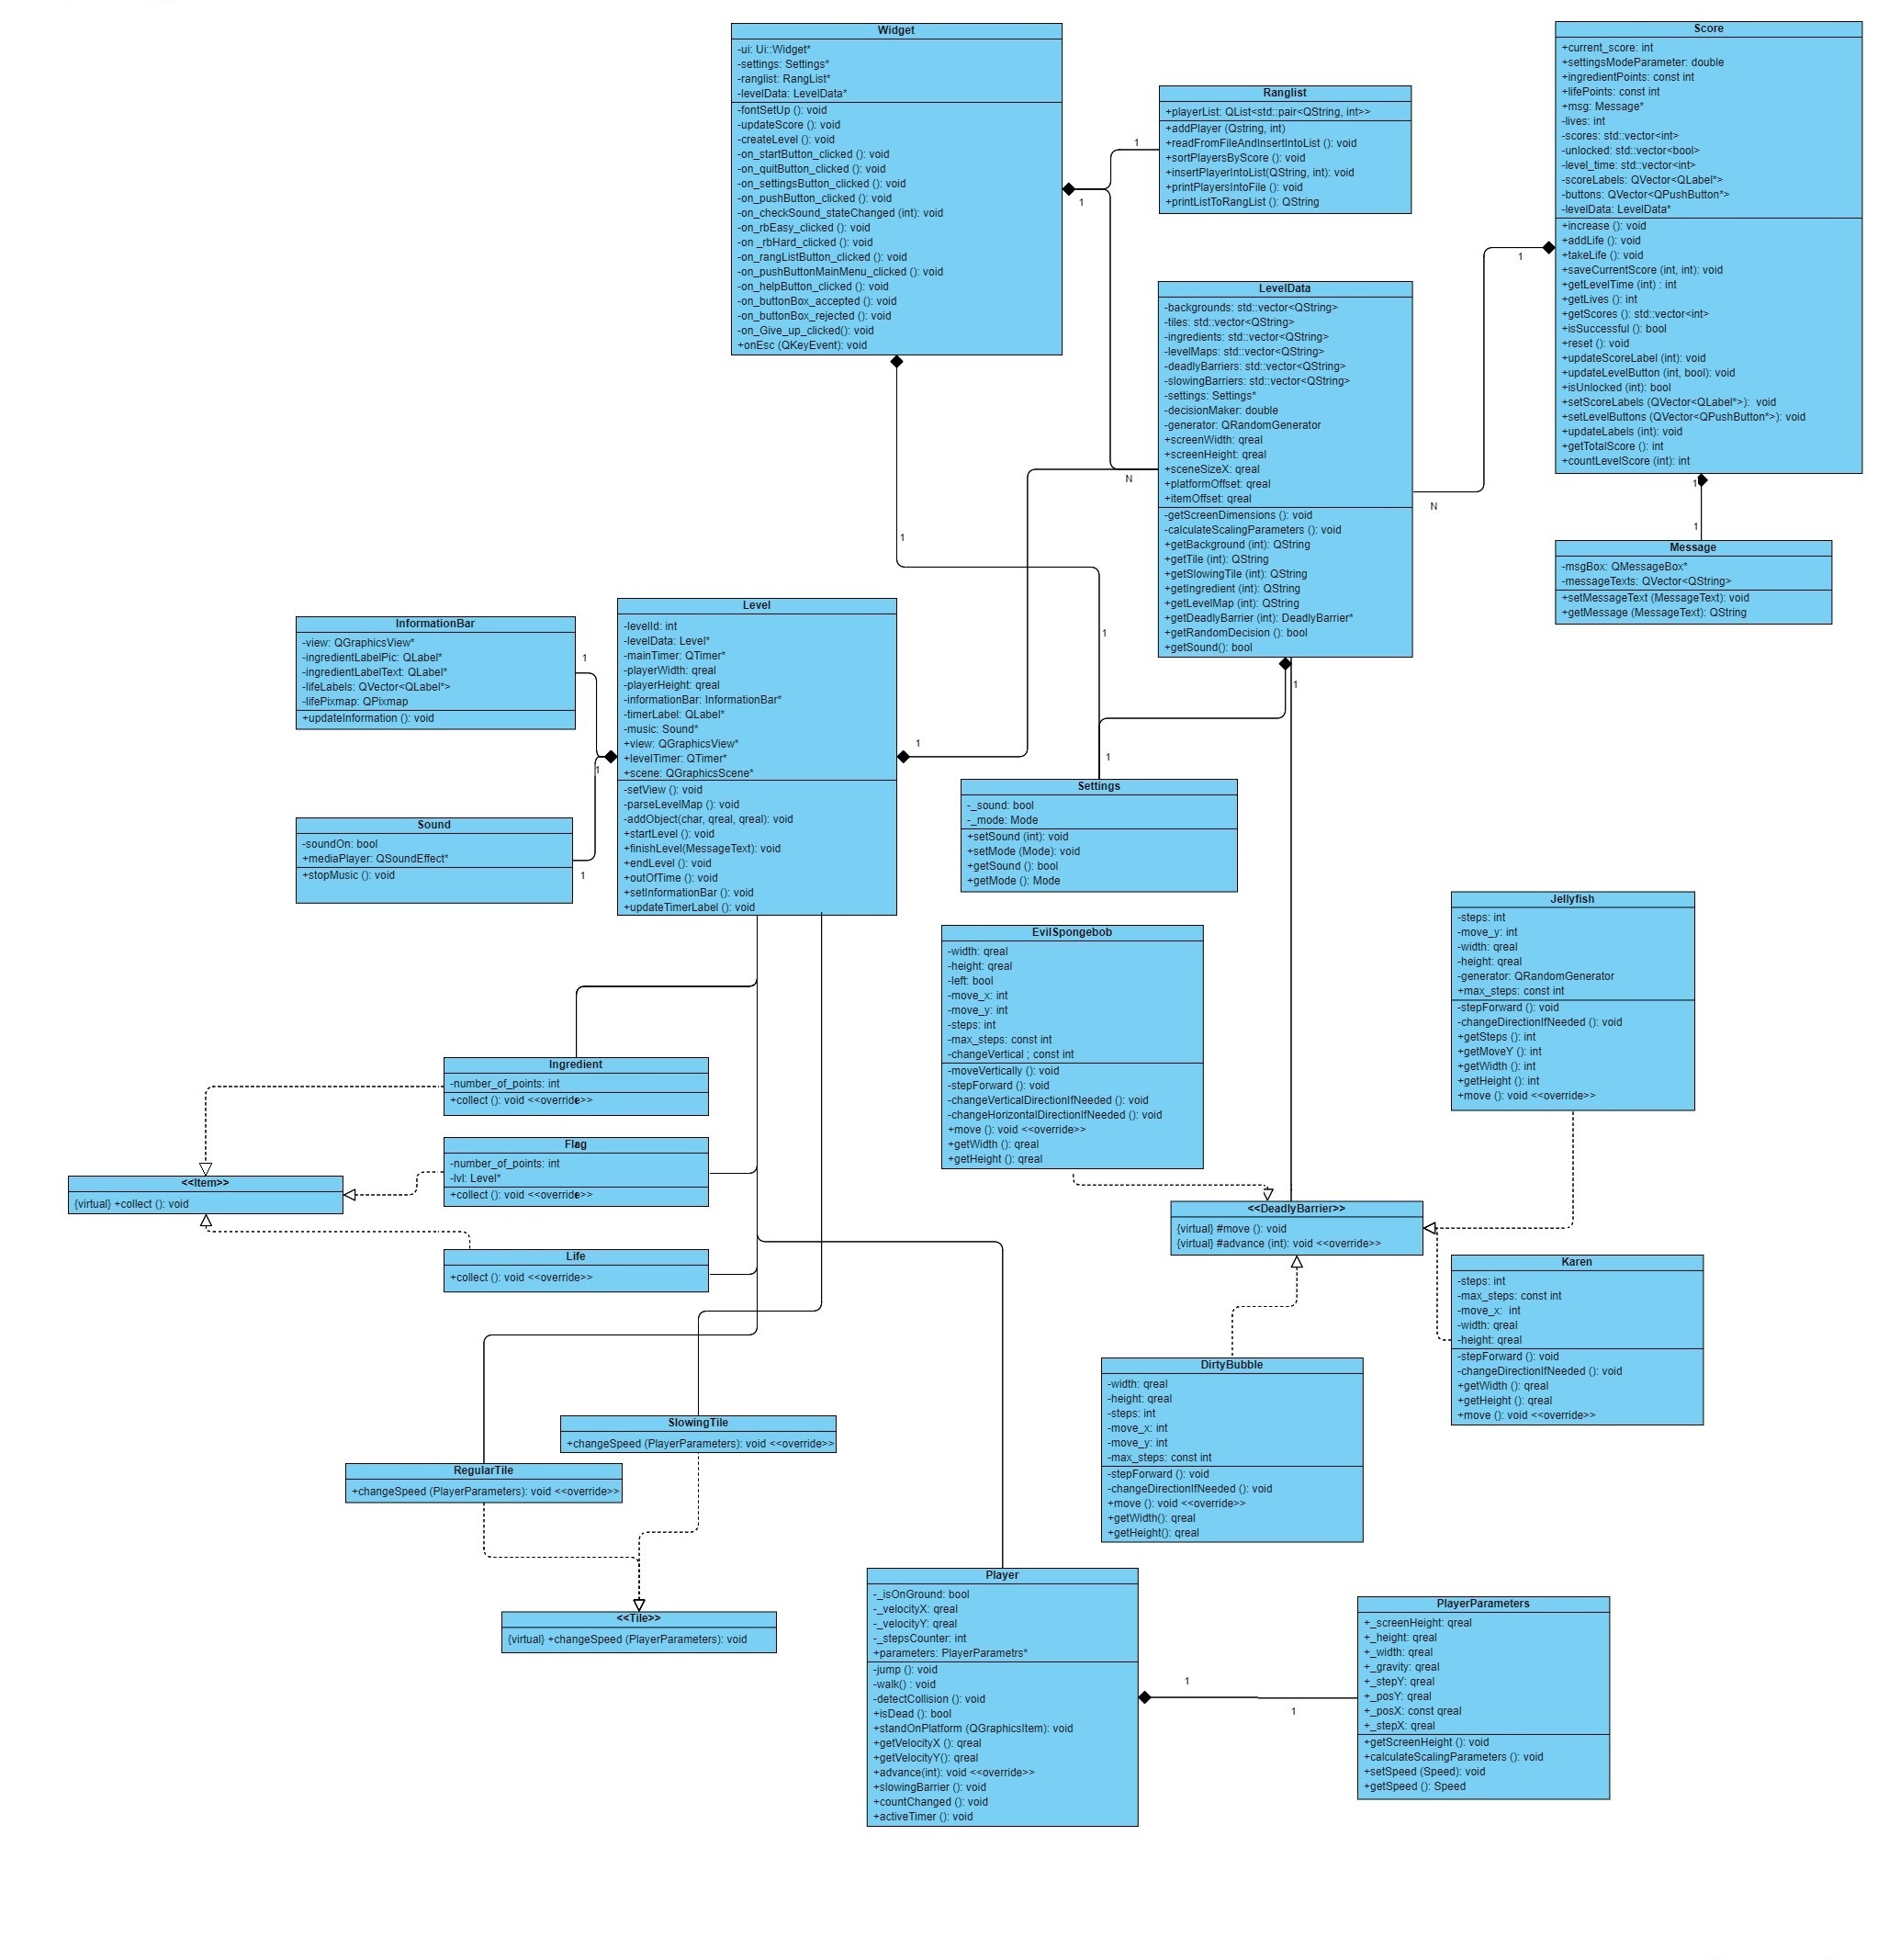 Widget
-ui: Ui::Widget*
-settings: Settings*
-ranglist: RangList*
-levelData: LevelData*
-fontSetUp (): void
-updateScore (): void
-createLevel (): void
-on_startButton_clicked (): void
-on_quitButton_clicked (): void
-on_settingsButton_clicked (): void
-on_pushButton_clicked (): void
-on_checkSound_stateChanged (int): void
-on_rbEasy_clicked (): void
-on _rbHard_clicked (): void
-on_rangListButton_clicked (): void
-on_pushButtonMainMenu_clicked (): void
-on_helpButton_clicked (): void
-on_buttonBox_accepted (): void
-on_buttonBox_rejected (): void
-on_Give_up_clicked(): void
+onEsc (QKeyEvent): void
1
1
1
Ranglist
+playerList: QList<std::pair<QString, int>>
+addPlayer (Qstring, int)
+readFromFileAndInsertIntoList (): void
+sortPlayersByScore (): void
+insertPlayerIntoList(QString, int): void
+printPlayersIntoFile (): void
+printListToRangList (): QString
Score
+current_score: int
+settingsModeParameter: double
+ingredientPoints: const int
+lifePoints: const int
+msg: Message*
-lives: int
-scores: std::vector<int>
-unlocked: std::vector<bool>
-level_time: std::vector<int>
-scoreLabels: QVector<QLabel*>
-buttons: QVector<QPushButton*>
-levelData: LevelData*
+increase (): void
+addLife (): void
+takeLife (): void
+saveCurrentScore (int, int): void
+getLevelTime (int) : int
+getLives (): int
+getScores (): std::vector<int>
+isSuccessful (): bool
+reset (): void
+updateScoreLabel (int): void
+updateLevelButton (int, bool): void
+isUnlocked (int): bool
+setScoreLabels (QVector<QLabel*>):  void
+setLevelButtons (QVector<QPushButton*>): void
+updateLabels (int): void
+getTotalScore (): int
+countLevelScore (int): int
1
N
1
1
Message
-msgBox: QMessageBox*
-messageTexts: QVector<QString>
+setMessageText (MessageText): void
+getMessage (MessageText): QString
LevelData
-backgrounds: std::vector<QString>
-tiles: std::vector<QString>
-ingredients: std::vector<QString>
-levelMaps: std::vector<QString>
-deadlyBarriers: std::vector<QString>
-slowingBarriers: std::vector<QString>
-settings: Settings*
-decisionMaker: double
-generator: QRandomGenerator
+screenWidth: qreal
+screenHeight: qreal
+sceneSizeX: qreal
+platformOffset: qreal
+itemOffset: qreal
-getScreenDimensions (): void
-calculateScalingParameters (): void
+getBackground (int): QString
+getTile (int): QString
+getSlowingTile (int): QString
+getIngredient (int): QString
+getLevelMap (int): QString
+getDeadlyBarrier (int): DeadlyBarrier*
+getRandomDecision (): bool
+getSound(): bool
N
1
1
1
InformationBar
-view: QGraphicsView*
-ingredientLabelPic: QLabel*
-ingredientLabelText: QLabel*
-lifeLabels: QVector<QLabel*>
-lifePixmap: QPixmap
+updateInformation (): void
1
1
1
1
Level
-levelId: int
-levelData: Level*
-mainTimer: QTimer*
-playerWidth: qreal
-playerHeight: qreal
-informationBar: InformationBar*
-timerLabel: QLabel*
-music: Sound*
+view: QGraphicsView*
+levelTimer: QTimer*
+scene: QGraphicsScene*
-setView (): void
-parseLevelMap (): void
-addObject(char, qreal, qreal): void
+startLevel (): void
+finishLevel(MessageText): void
+endLevel (): void
+outOfTime (): void
+setInformationBar (): void
+updateTimerLabel (): void
Sound
-soundOn: bool
+mediaPlayer: QSoundEffect*
+stopMusic (): void
Settings
-_sound: bool
-_mode: Mode
+setSound (int): void
+setMode (Mode): void
+getSound (): bool
+getMode (): Mode
EvilSpongebob
-width: qreal
-height: qreal
-left: bool
-move_x: int
-move_y: int
-steps: int
-max_steps: const int
-changeVertical ; const int
-moveVertically (): void
-stepForward (): void
-changeVerticalDirectionIfNeeded (): void
-changeHorizontalDirectionIfNeeded (): void
+move (): void <<override>>
+getWidth (): qreal
+getHeight (): qreal
Jellyfish
-steps: int
-move_y: int
-width: qreal
-height: qreal
-generator: QRandomGenerator
+max_steps: const int
-stepForward (): void
-changeDirectionIfNeeded (): void
+getSteps (): int
+getMoveY (): int
+getWidth (): int
+getHeight (): int
+move (): void <<override>>
Ingredient
-number_of_points: int
+collect (): void <<override>>
Flag
-number_of_points: int
-lvl: Level*
+collect (): void <<override>>
<<Item>>
{virtual} +collect (): void
Life
+collect (): void <<override>>
<<DeadlyBarrier>>
{virtual} #move (): void
{virtual} #advance (int): void <<override>>
Karen
-steps: int
-max_steps: const int
-move_x:  int
-width: qreal
-height: qreal
-stepForward (): void
-changeDirectionIfNeeded (): void
+getWidth (): qreal
+getHeight (): qreal
+move (): void <<override>>
DirtyBubble
-width: qreal
-height: qreal
-steps: int
-move_x: int
-move_y: int
-max_steps: const int
-stepForward (): void
-changeDirectionIfNeeded (): void
+move (): void <<override>>
+getWidth(): qreal
+getHeight(): qreal
SlowingTile
+changeSpeed (PlayerParameters): void <<override>>
RegularTile
+changeSpeed (PlayerParameters): void <<override>>
<<Tile>>
{virtual} +changeSpeed (PlayerParameters): void
Player
-_isOnGround: bool
-_velocityX: qreal
-_velocityY: qreal
-_stepsCounter: int
+parameters: PlayerParametrs*
-jump (): void
-walk() : void
-detectCollision (): void
+isDead (): bool
+standOnPlatform (QGraphicsItem): void
+getVelocityX (): qreal
+getVelocityY(): qreal
+advance(int): void <<override>>
+slowingBarrier (): void
+countChanged (): void
+activeTimer (): void
1
1
PlayerParameters
+_screenHeight: qreal
+_height: qreal
+_width: qreal
+_gravity: qreal
+_stepY: qreal
+_posY: qreal
+_posX: const qreal
+_stepX: qreal
+getScreenHeight (): void
+calculateScalingParameters (): void
+setSpeed (Speed): void
+getSpeed (): Speed